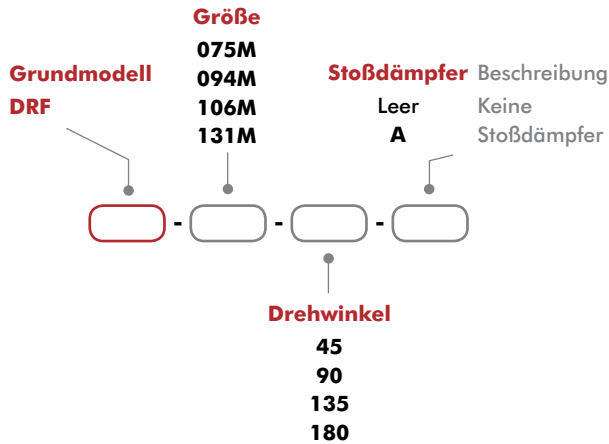 Größe
075M
094M
106M
131M
Grundmodell
DRF
Stoßdämpfer Beschreibung
Leer Keine
A Stoßdämpfer
- - -
Drehwinkel
45
90
135
180